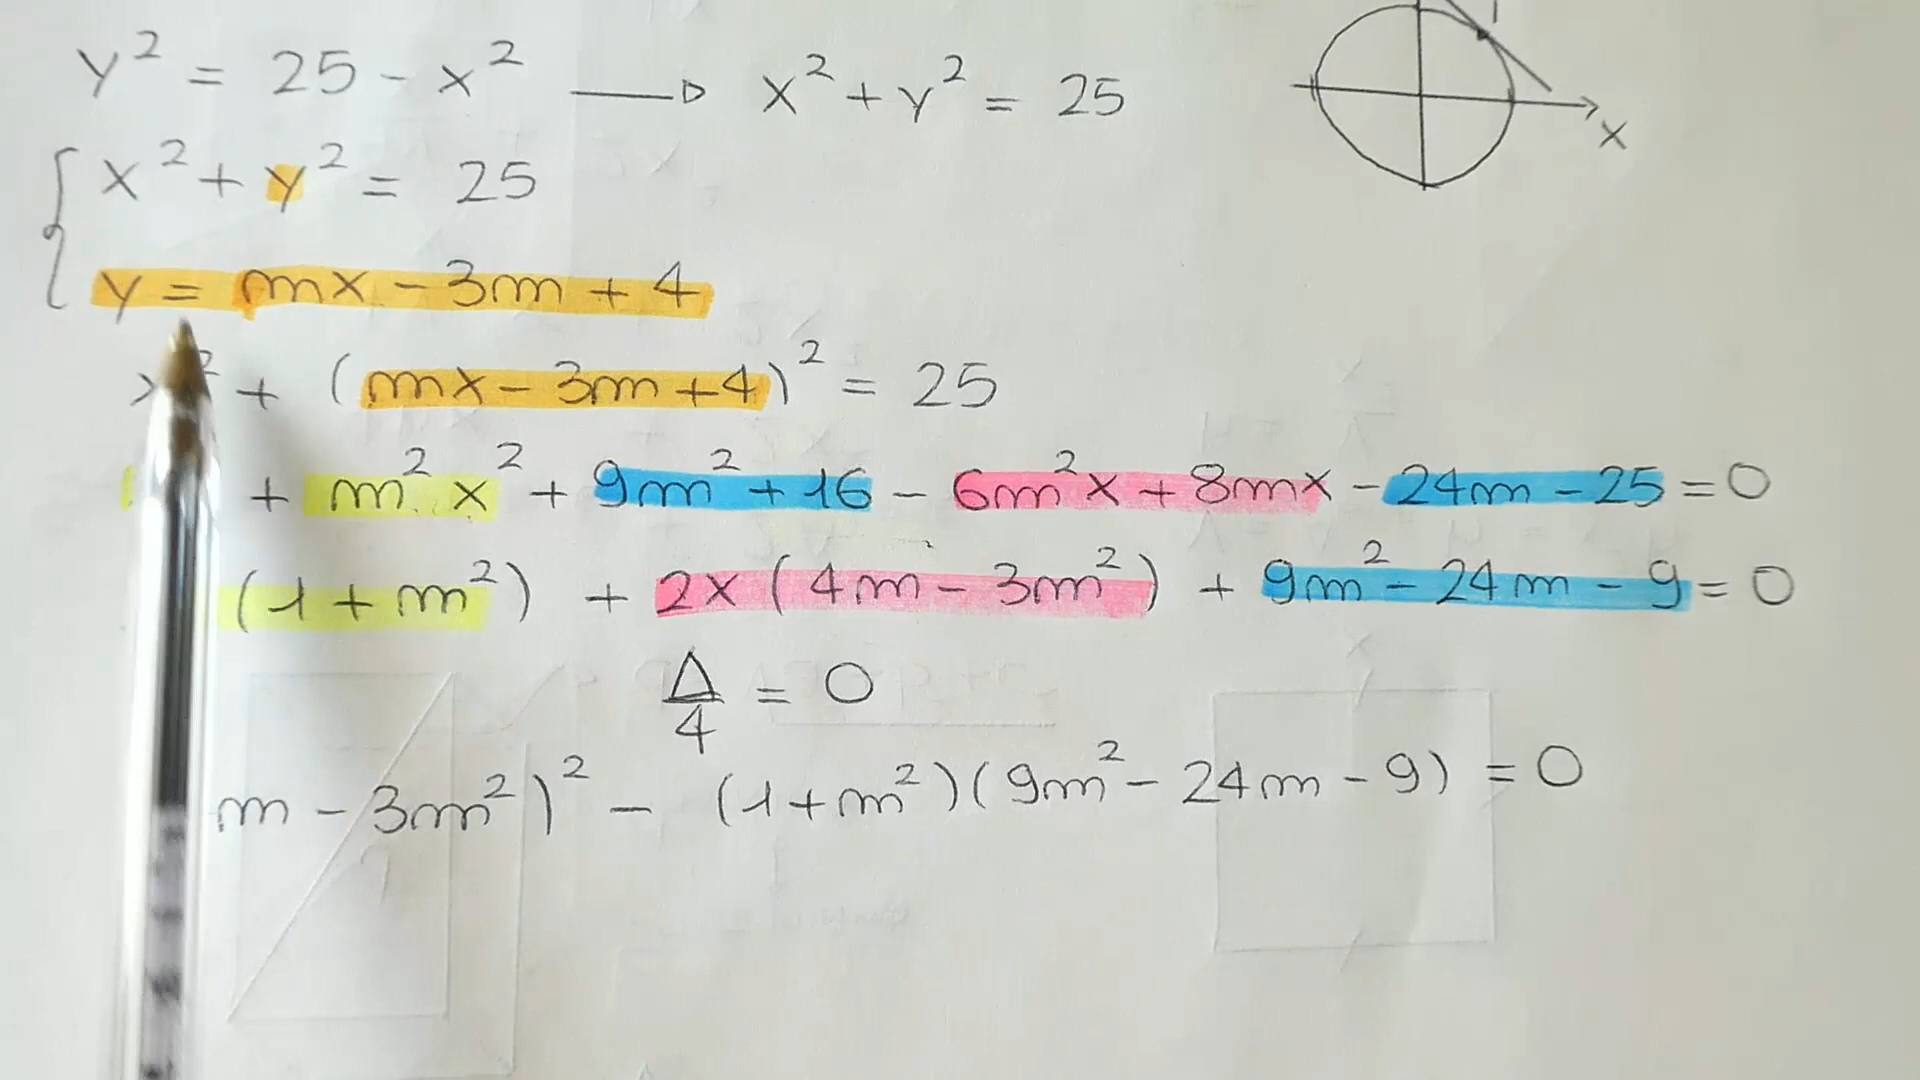 y² = 25 - x² → x² + y² = 25
x
{ x² + y² = 25
y = mx - 3m + 4
x² + (mx - 3m + 4)² = 25
+ m² x² + 9m² + 16 - 6m²x + 8mx - 24m - 25 = 0
(1 + m²) + 2x (4m - 3m²) + 9m² - 24m - 9 = 0
Δ/4 = 0
m - 3m²)² - (1 + m²)(9m² - 24m - 9) = 0